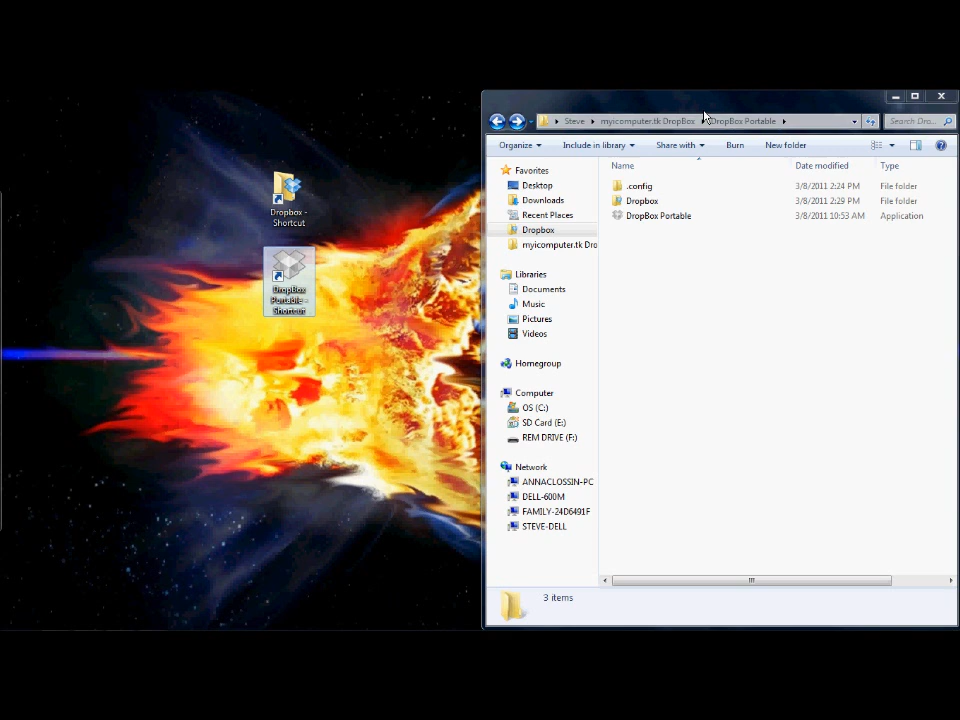 Dropbox -
Shortcut
DropBox
Portable -
Shortcut
Steve myicomputer.tk DropBox DropBox Portable
Search Dro...
Organize Include in library Share with Burn New folder
Name Date modified Type
.config 3/8/2011 2:24 PM File folder
Dropbox 3/8/2011 2:29 PM File folder
DropBox Portable 3/8/2011 10:53 AM Application
Favorites
Desktop
Downloads
Recent Places
Dropbox
myicomputer.tk Dro
Libraries
Documents
Music
Pictures
Videos
Homegroup
Computer
OS (C:)
SD Card (E:)
REM DRIVE (F:)
Network
ANNACLOSSIN-PC
DELL-600M
FAMILY-24D6491F
STEVE-DELL
3 items